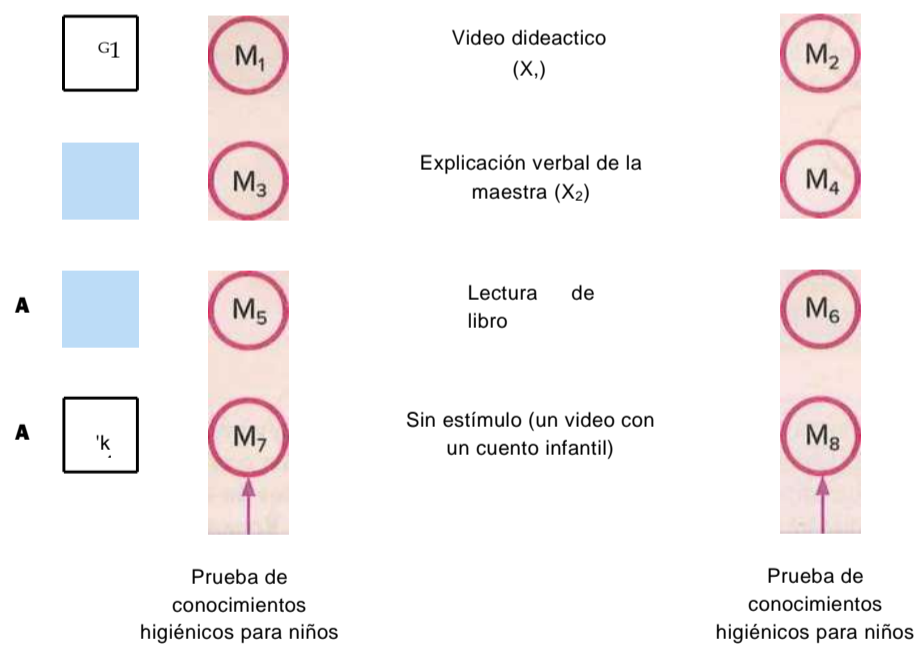 G1 M1 Video dideactico M2
(X,)
M3 Explicación verbal de la M4
maestra (X2)
A M5 Lectura de M6
libro
A 'k M7 Sin estímulo (un video con M8
un cuento infantil)
Prueba de
conocimientos
higiénicos para niños
Prueba de
conocimientos
higiénicos para niños